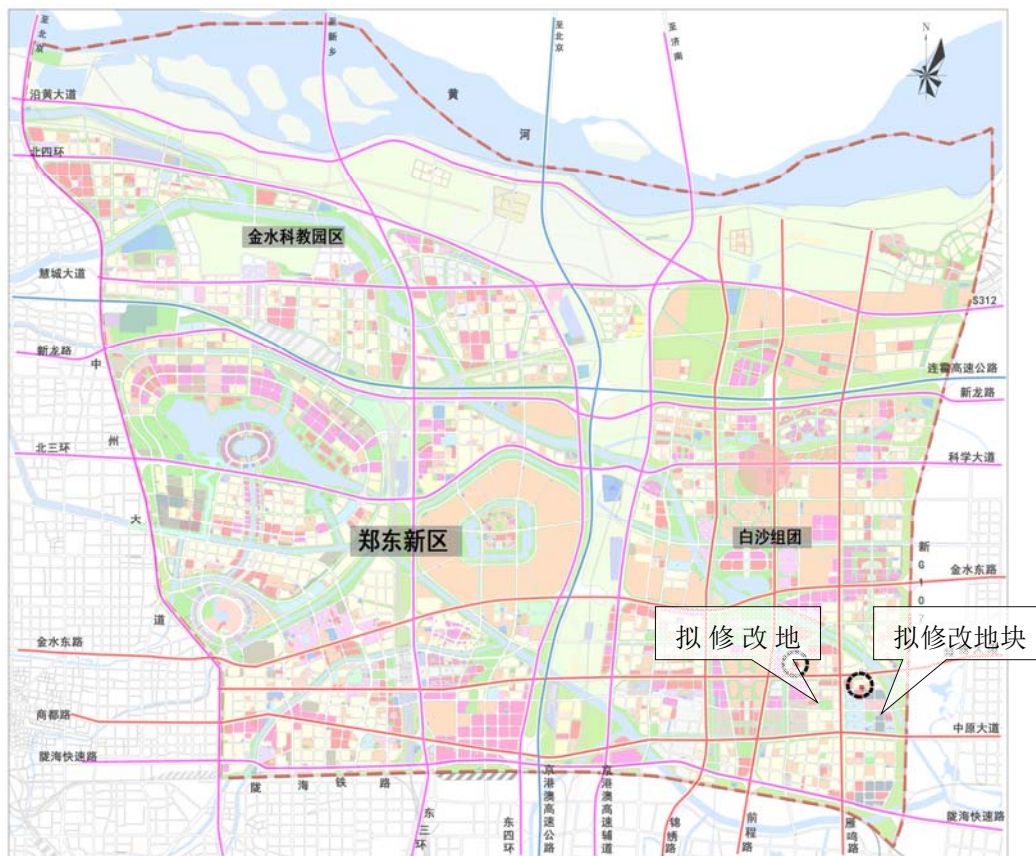 至北京
至新乡
至北京
至济南
N
黄河
沿黄大道
北四环
金水科教园区
慧城大道
S312
新龙路
中州大道
连霍高速公路
新龙路
北三环
科学大道
郑东新区
白沙组团
新G107
金水东路
金水东路
拟修改地
拟修改地块
商都路
中原大道
陇海快速路
陇海铁路
陇海快速路
东三环
东四环
京港澳高速公路
京港澳高速辅道
锦绣路
前程路
雁鸣路